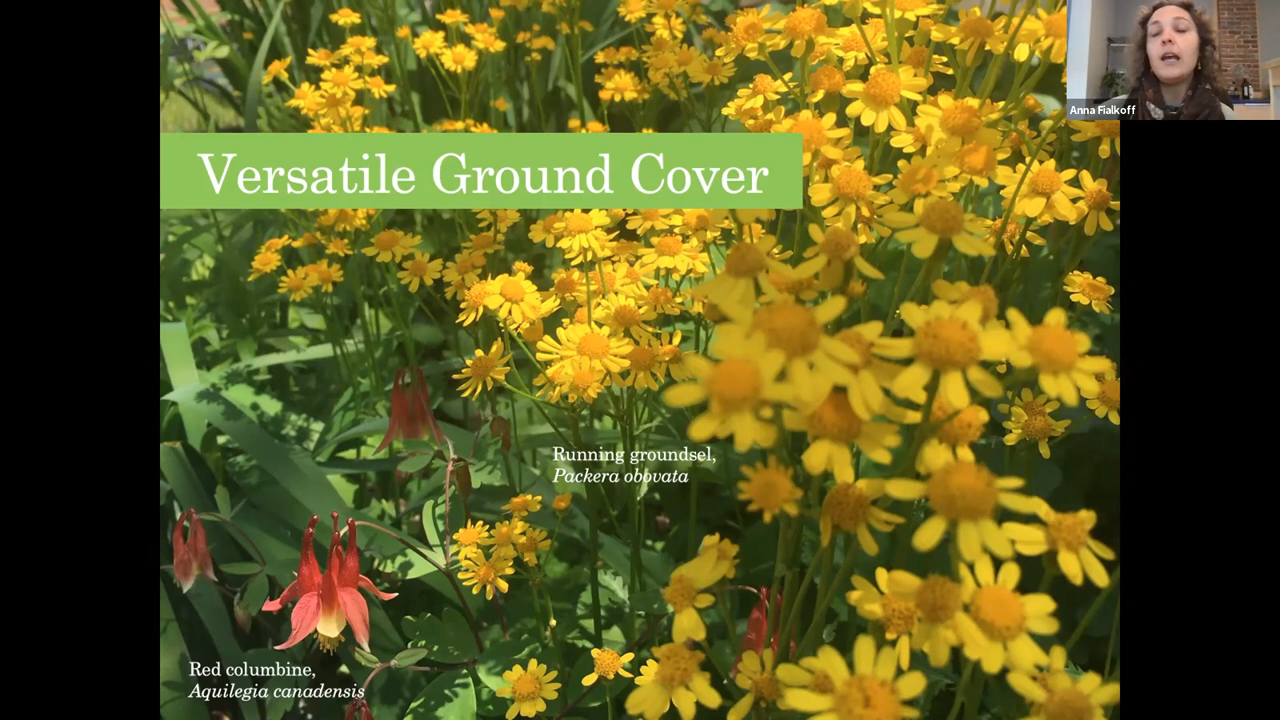 Anna Fialkoff
Versatile Ground Cover
Running groundsel,
Packera obovata
Red columbine,
Aquilegia canadensis